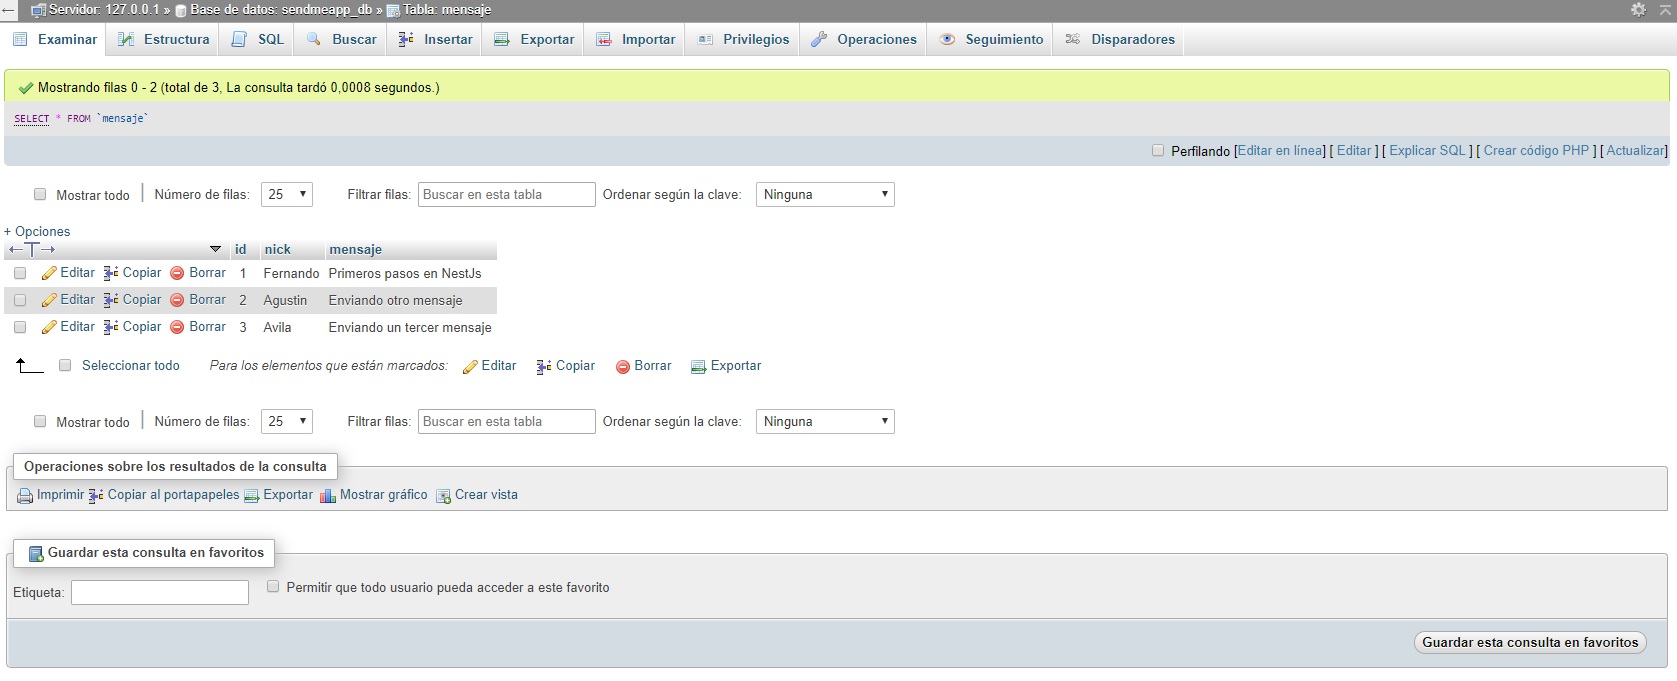 Servidor: 127.0.0.1 » Base de datos: sendmeapp_db » Tabla: mensaje
Examinar Estructura SQL Buscar Insertar Exportar Importar Privilegios Operaciones Seguimiento Disparadores
Mostrando filas 0 - 2 (total de 3, La consulta tardó 0,0008 segundos.)
SELECT * FROM `mensaje`
Perfilando [Editar en línea] [ Editar ] [ Explicar SQL ] [ Crear código PHP ] [ Actualizar]
Mostrar todo | Número de filas: 25 Filtrar filas: Buscar en esta tabla Ordenar según la clave: Ninguna
+ Opciones
←T→ id nick mensaje
Editar Copiar Borrar 1 Fernando Primeros pasos en NestJs
Editar Copiar Borrar 2 Agustin Enviando otro mensaje
Editar Copiar Borrar 3 Avila Enviando un tercer mensaje
Seleccionar todo Para los elementos que están marcados: Editar Copiar Borrar Exportar
Mostrar todo | Número de filas: 25 Filtrar filas: Buscar en esta tabla Ordenar según la clave: Ninguna
Operaciones sobre los resultados de la consulta
Imprimir Copiar al portapapeles Exportar Mostrar gráfico Crear vista
Guardar esta consulta en favoritos
Etiqueta: Permitir que todo usuario pueda acceder a este favorito
Guardar esta consulta en favoritos